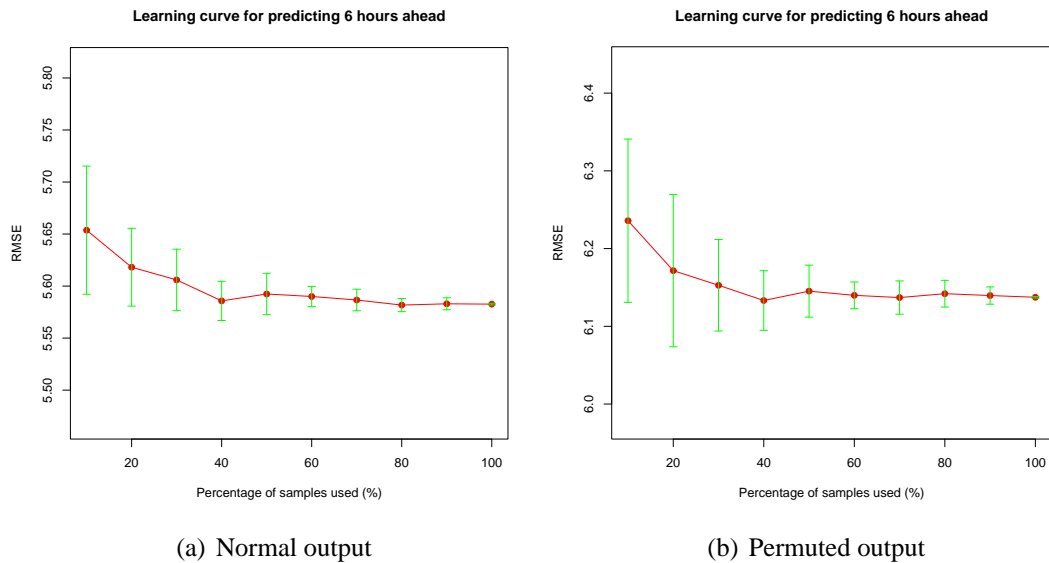 Learning curve for predicting 6 hours ahead
RMSE
5.80
5.75
5.70
5.65
5.60
5.55
5.50
20 40 60 80 100
Percentage of samples used (%)
(a) Normal output
Learning curve for predicting 6 hours ahead
RMSE
6.4
6.3
6.2
6.1
6.0
20 40 60 80 100
Percentage of samples used (%)
(b) Permuted output